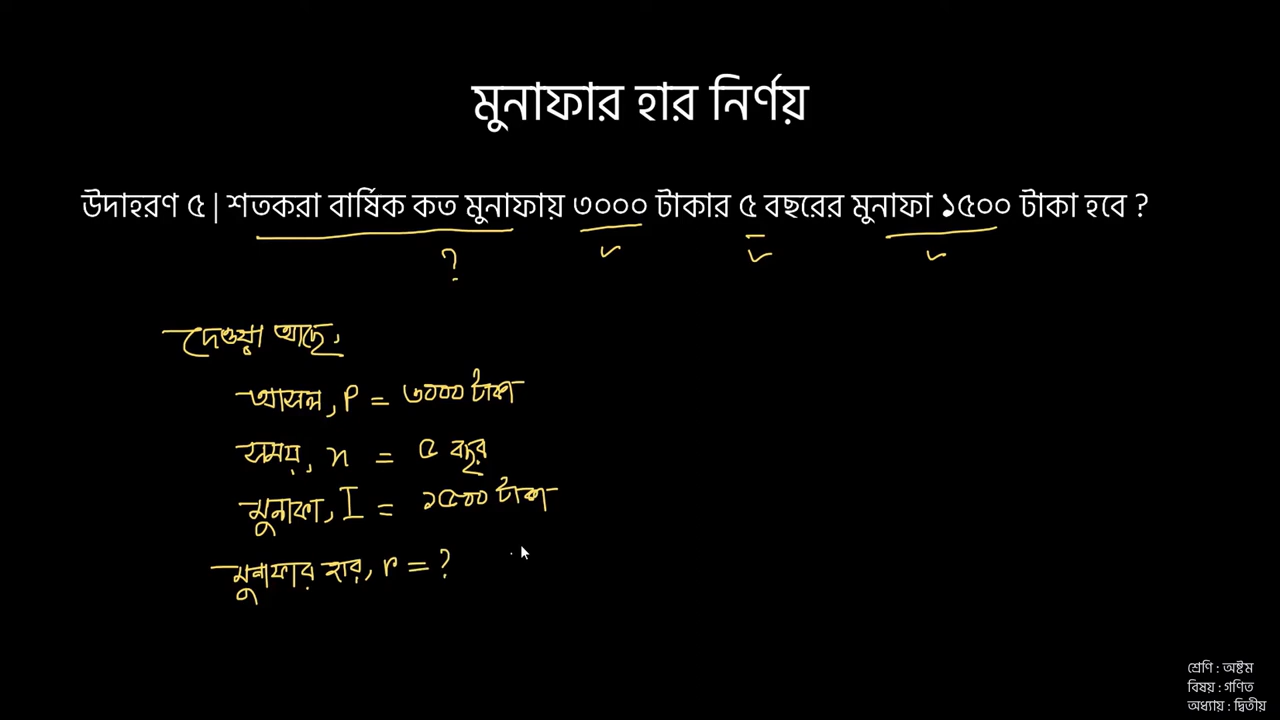 মুনাফার হার নির্ণয়
উদাহরণ ৫ | শতকরা বার্ষিক কত মুনাফায় ৩০০০ টাকার ৫ বছরের মুনাফা ১৫০০ টাকা হবে ?
?
দেওয়া আছে,
আসল, P = ৩০০০ টাকা
সময়, n = ৫ বছর
মুনাফা, I = ১৫০০ টাকা
মুনাফার হার, r = ?
শ্রেণি : অষ্টম
বিষয় : গণিত
অধ্যায় : দ্বিতীয়